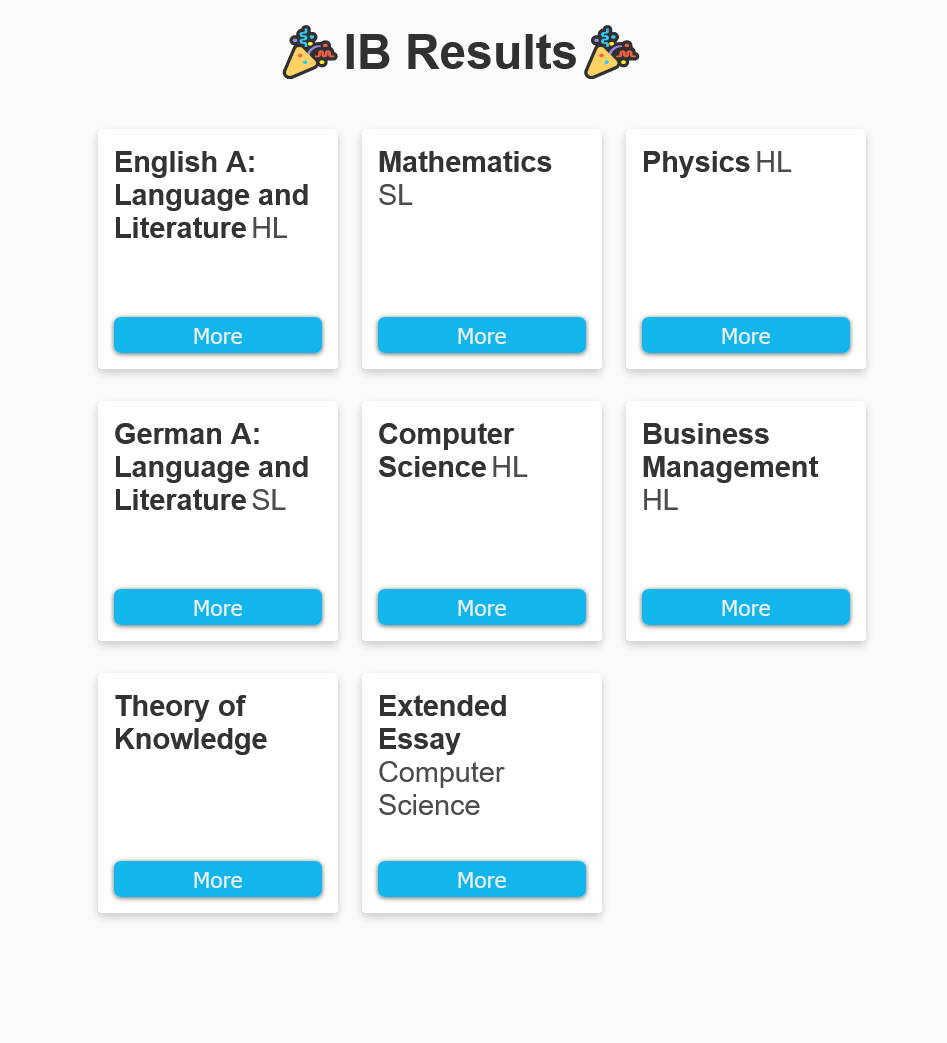 IB Results
English A:
Language and
Literature HL
More
Mathematics
SL
More
Physics HL
More
German A:
Language and
Literature SL
More
Computer
Science HL
More
Business
Management
HL
More
Theory of
Knowledge
More
Extended
Essay
Computer
Science
More